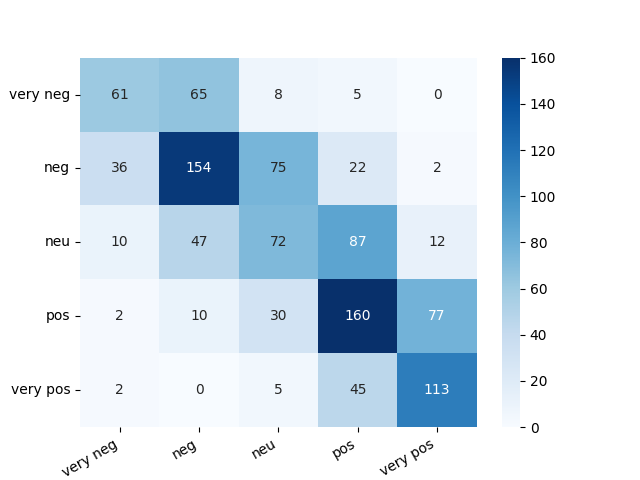 very neg 61 65 8 5 0
neg 36 154 75 22 2
neu 10 47 72 87 12
pos 2 10 30 160 77
very pos 2 0 5 45 113
very neg neg neu pos very pos
160
140
120
100
80
60
40
20
0